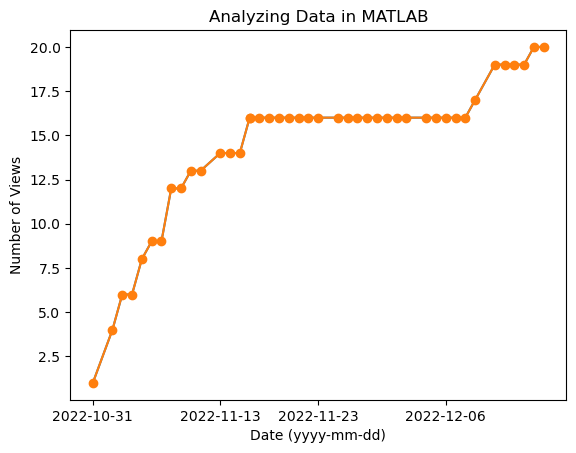 Analyzing Data in MATLAB
20.0
17.5
15.0
12.5
10.0
7.5
5.0
2.5
Number of Views
2022-10-31 2022-11-13 2022-11-23 2022-12-06
Date (yyyy-mm-dd)